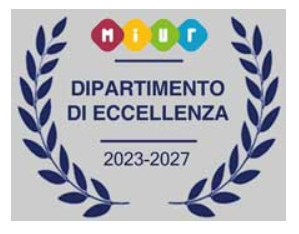 MiUr
DIPARTIMENTO
DI ECCELLENZA
2023-2027